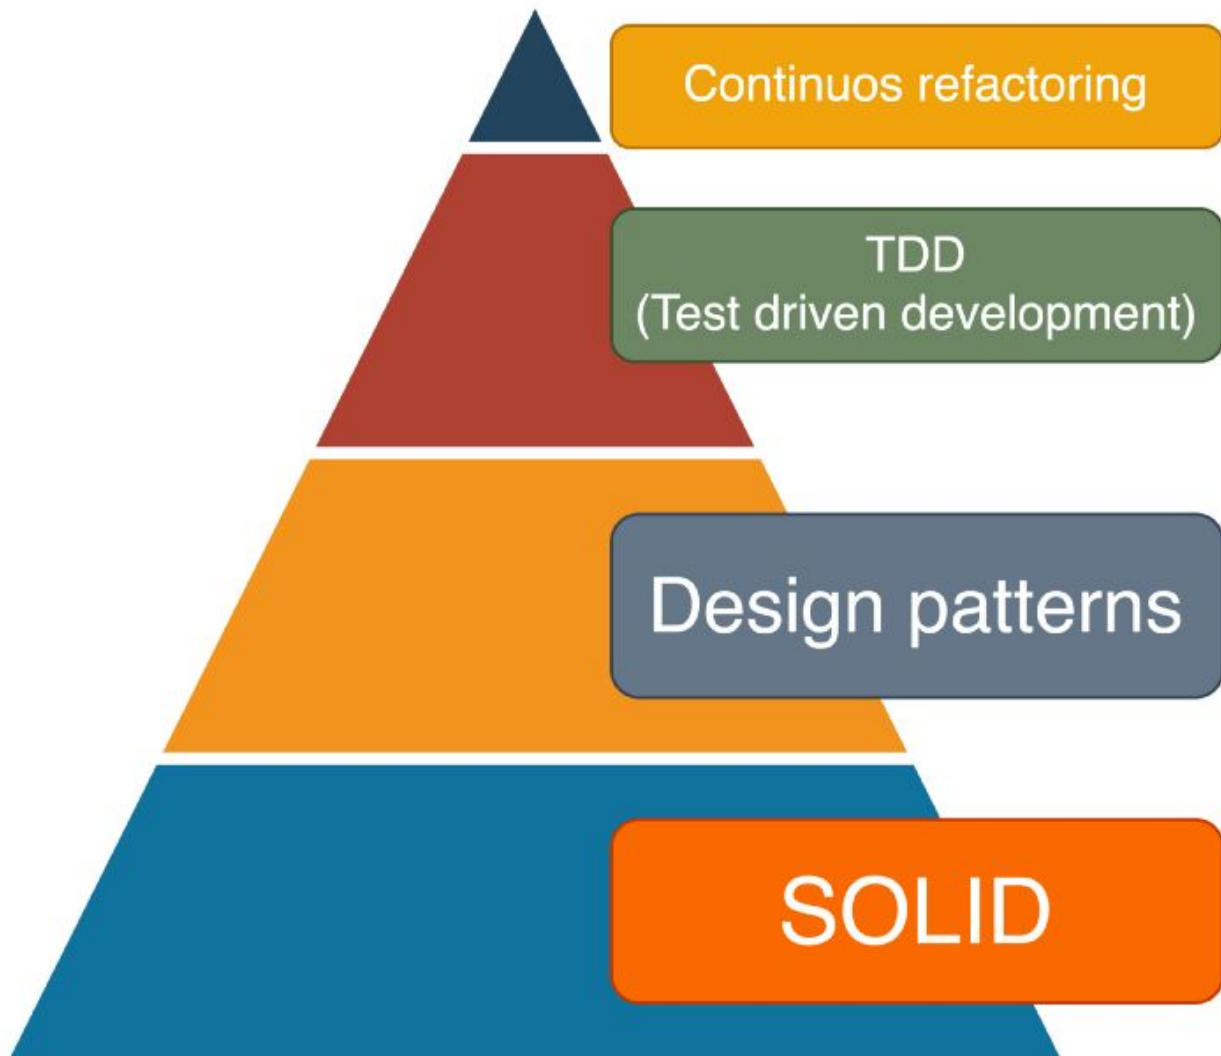 Continuos refactoring
TDD
(Test driven development)
Design patterns
SOLID